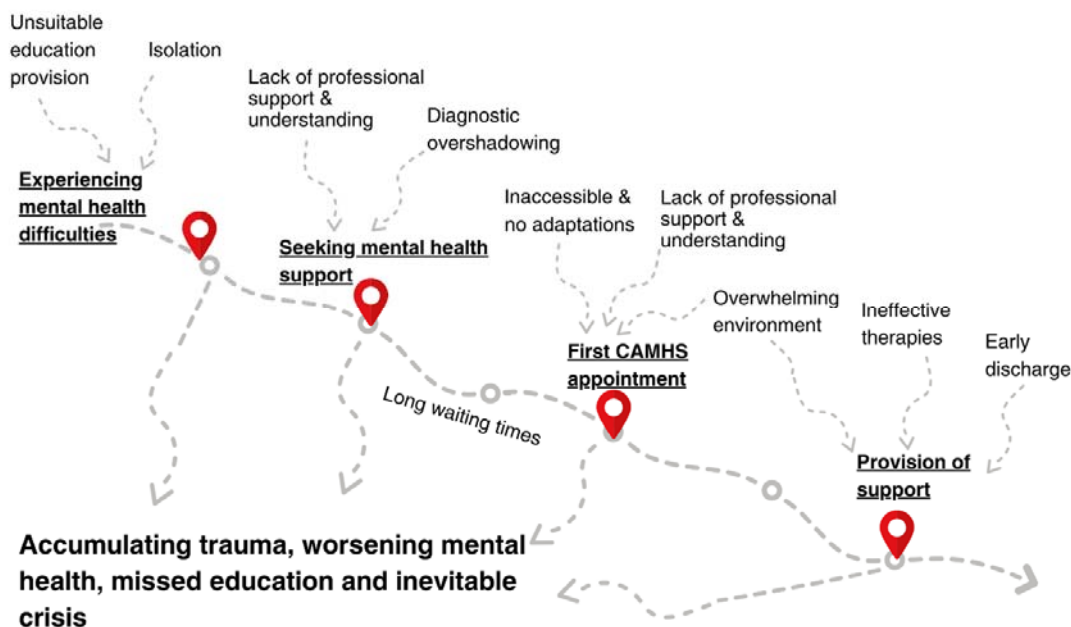 Unsuitable
education
provision
Isolation
Lack of professional
support &
understanding
Diagnostic
overshadowing
Experiencing
mental health
difficulties
Inaccessible &
no adaptations
Lack of professional
support &
understanding
Seeking mental health
support
Overwhelming
environment
Ineffective
therapies
Early
discharge
First CAMHS
appointment
Long waiting times
Provision of
support
Accumulating trauma, worsening mental
health, missed education and inevitable
crisis